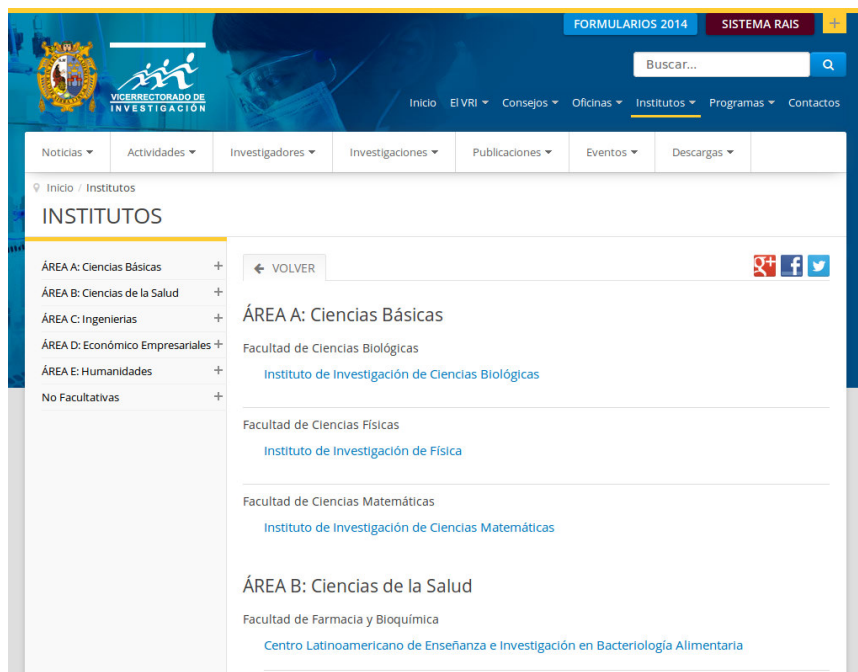 FORMULARIOS 2014
SISTEMA RAIS
+
Buscar...
VICERRECTORADO DE
INVESTIGACIÓN
Inicio El VRI Consejos Oficinas Institutos Programas Contactos
Noticias Actividades Investigadores Investigaciones Publicaciones Eventos Descargas
Inicio / Institutos
INSTITUTOS
ÁREA A: Ciencias Básicas +
ÁREA B: Ciencias de la Salud +
ÁREA C: Ingenierias +
ÁREA D: Económico Empresariales +
ÁREA E: Humanidades +
No Facultativas +
VOLVER
ÁREA A: Ciencias Básicas
Facultad de Ciencias Biológicas
Instituto de Investigación de Ciencias Biológicas
Facultad de Ciencias Físicas
Instituto de Investigación de Física
Facultad de Ciencias Matemáticas
Instituto de Investigación de Ciencias Matemáticas
ÁREA B: Ciencias de la Salud
Facultad de Farmacia y Bioquímica
Centro Latinoamericano de Enseñanza e Investigación en Bacteriología Alimentaria